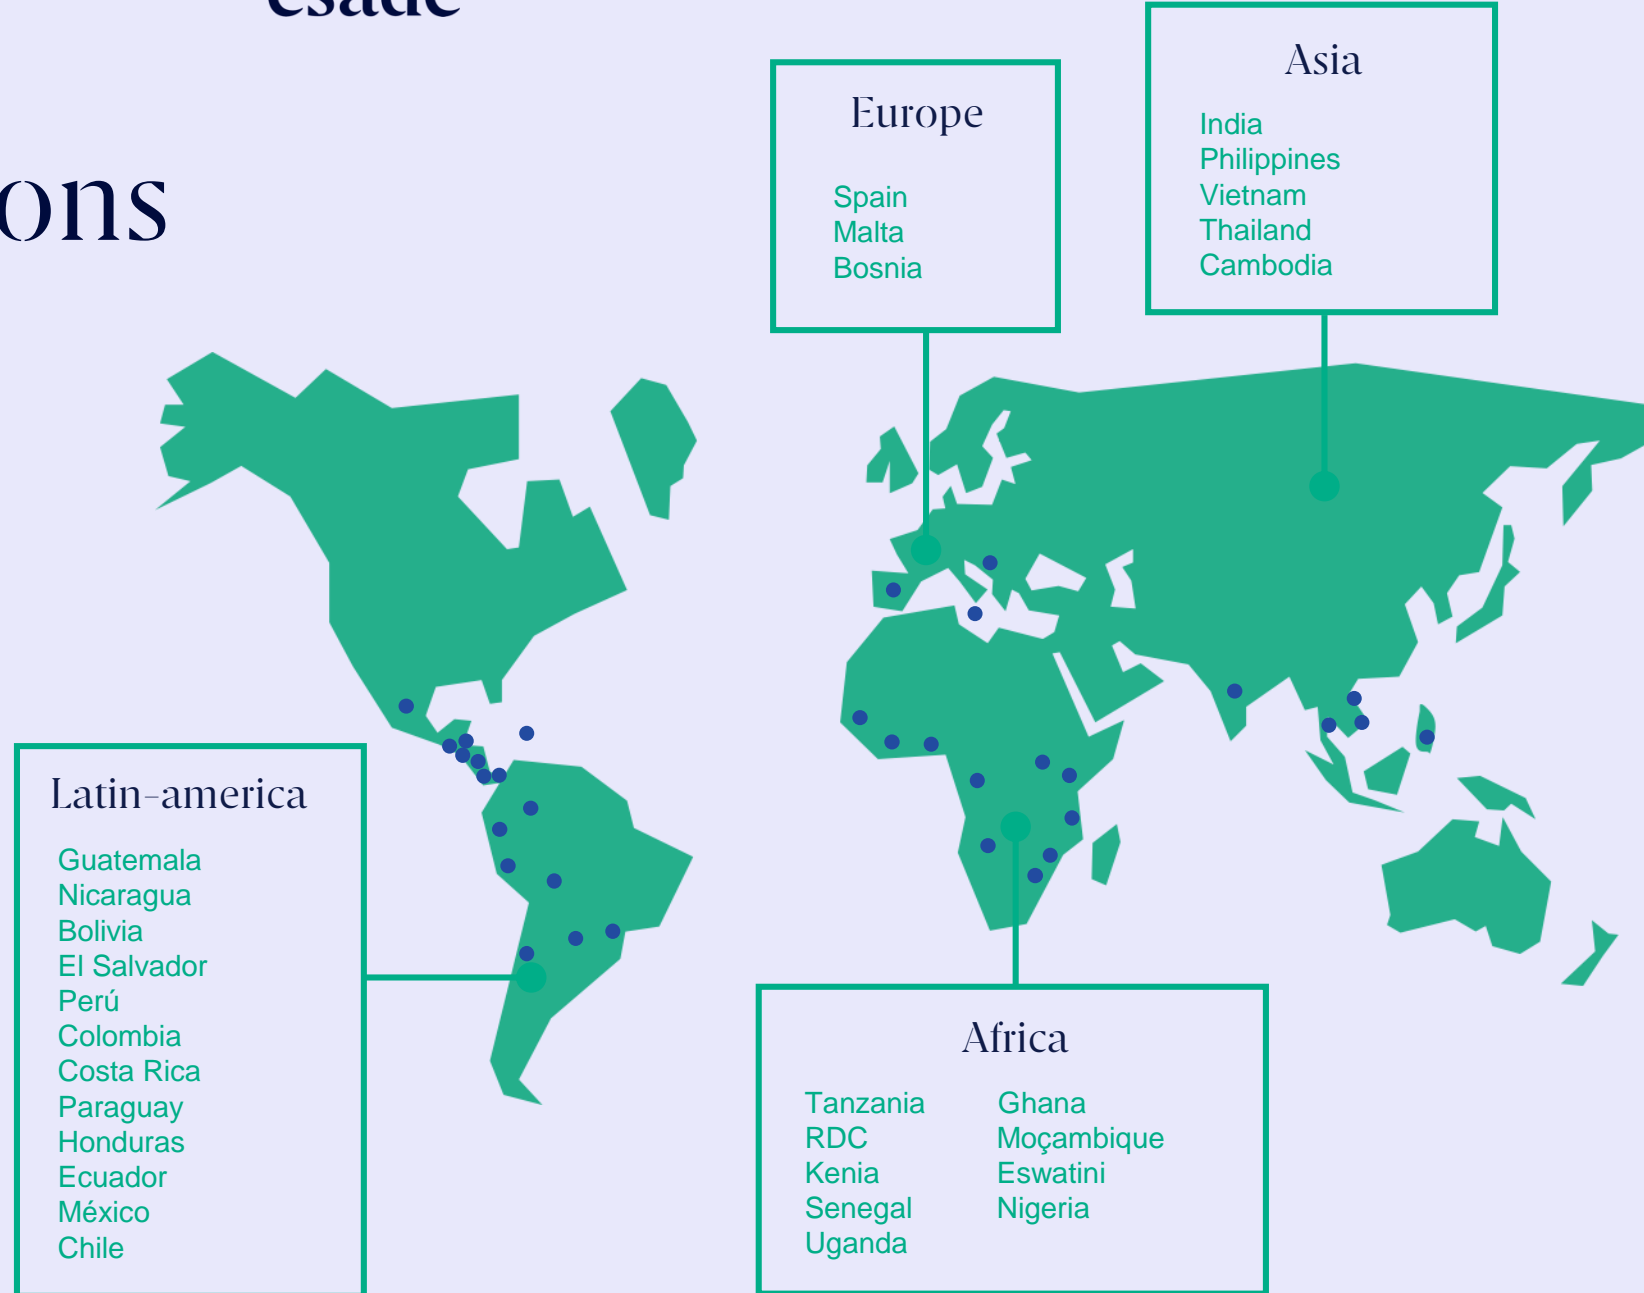 esade
ons
Europe
Spain
Malta
Bosnia
Asia
India
Philippines
Vietnam
Thailand
Cambodia
Latin-america
Guatemala
Nicaragua
Bolivia
El Salvador
Perú
Colombia
Costa Rica
Paraguay
Honduras
Ecuador
México
Chile
Africa
Tanzania
RDC
Kenia
Senegal
Uganda
Ghana
Moçambique
Eswatini
Nigeria